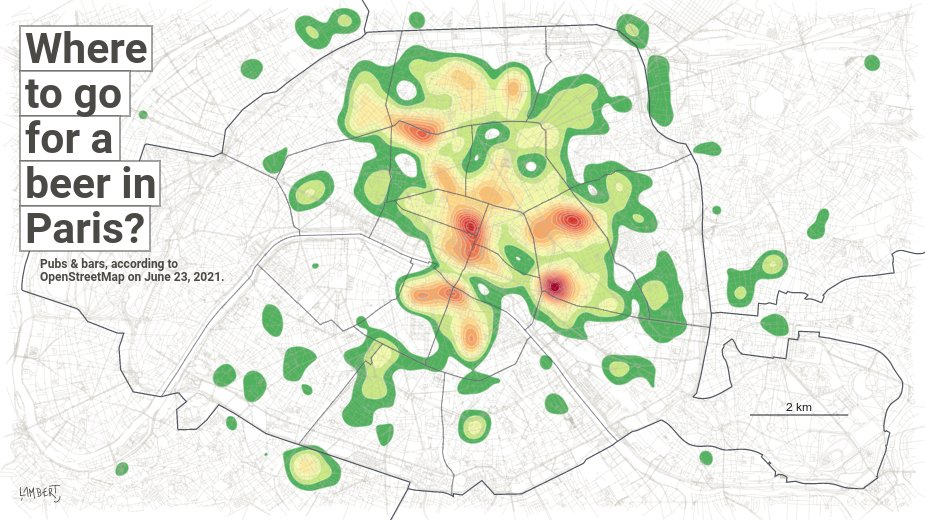 Where
to go
for a
beer in
Paris?
Pubs & bars, according to
OpenStreetMap on June 23, 2021.
2 km
LAMBERT